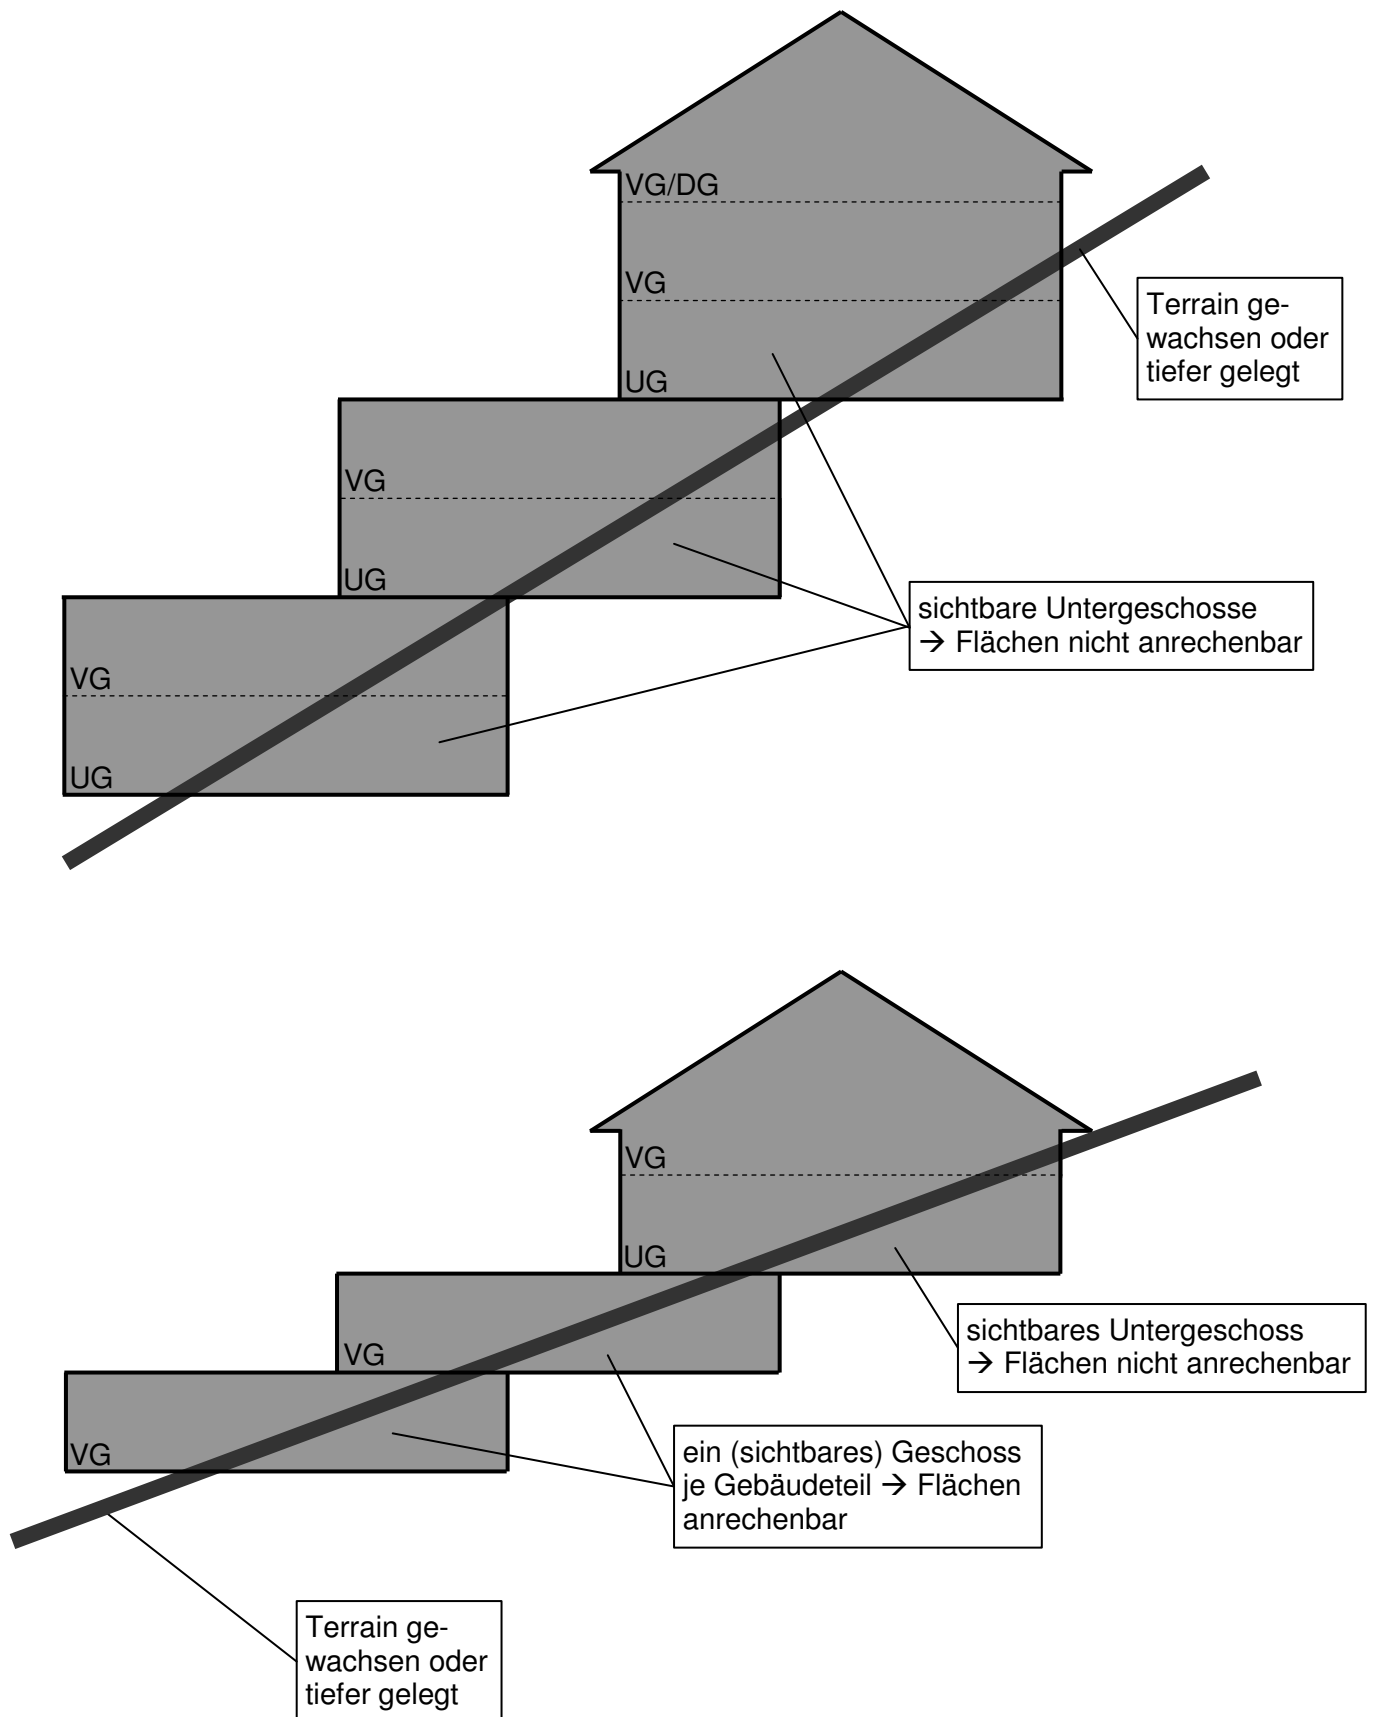 VG/DG
VG
Terrain ge-
wachsen oder
tiefer gelegt
UG
VG
UG
sichtbare Untergeschosse
→ Flächen nicht anrechenbar
VG
UG
VG
UG
sichtbares Untergeschoss
→ Flächen nicht anrechenbar
VG
ein (sichtbares) Geschoss
je Gebäudeteil → Flächen
anrechenbar
VG
Terrain ge-
wachsen oder
tiefer gelegt